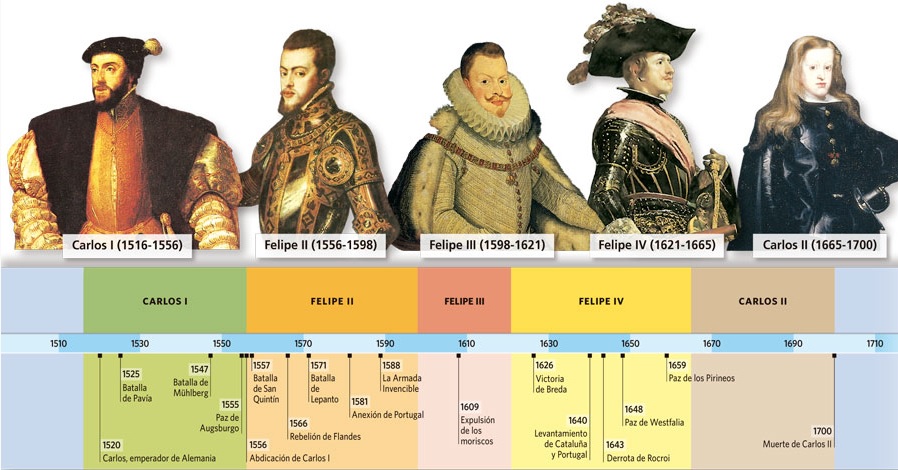 Carlos I (1516-1556)
Felipe II (1556-1598)
Felipe III (1598-1621)
Felipe IV (1621-1665)
Carlos II (1665-1700)
CARLOS I
FELIPE II
FELIPE III
FELIPE IV
CARLOS II
1510
1530
1550
1570
1590
1610
1630
1650
1670
1690
1710
1520
Carlos, emperador de Alemania
1525
Batalla
de Pavía
1547
Batalla de
Mühlberg
1555
Paz de
Augsburgo
1556
Abdicación de Carlos I
1557
Batalla
de San
Quintín
1566
Rebelión de Flandes
1571
Batalla
de
Lepanto
1581
Anexión de Portugal
1588
La Armada
Invencible
1609
Expulsión
de los
moriscos
1626
Victoria
de Breda
1640
Levantamiento
de Cataluña
y Portugal
1643
Derrota de Rocroi
1648
Paz de Westfalia
1659
Paz de los Pirineos
1700
Muerte de Carlos II